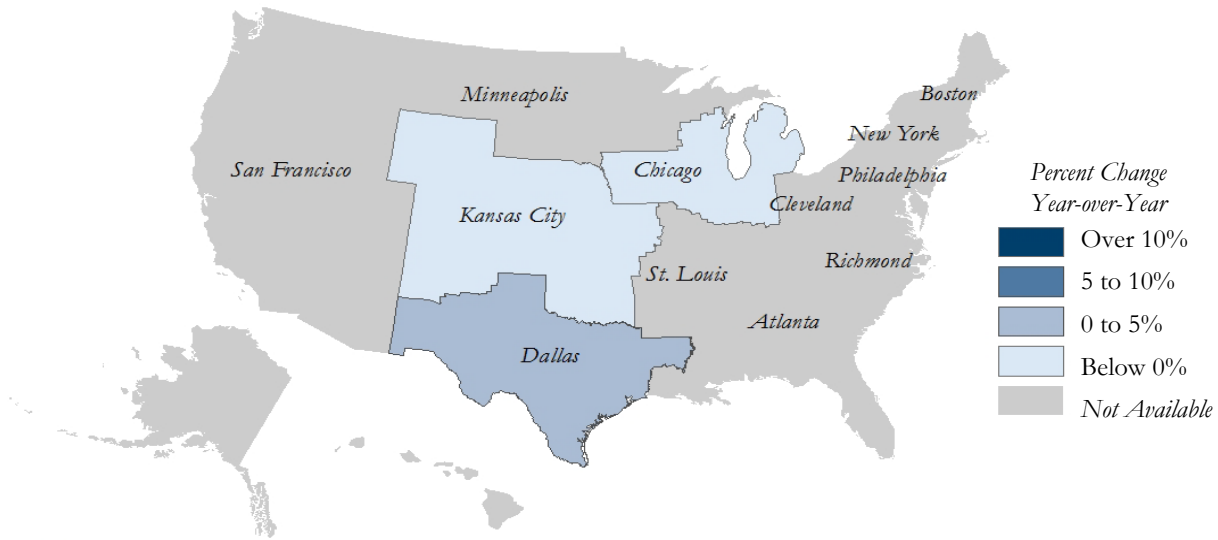 Minneapolis
Boston
New York
San Francisco
Chicago
Philadelphia
Cleveland
Kansas City
St. Louis
Richmond
Atlanta
Dallas
Percent Change
Year-over-Year
Over 10%
5 to 10%
0 to 5%
Below 0%
Not Available